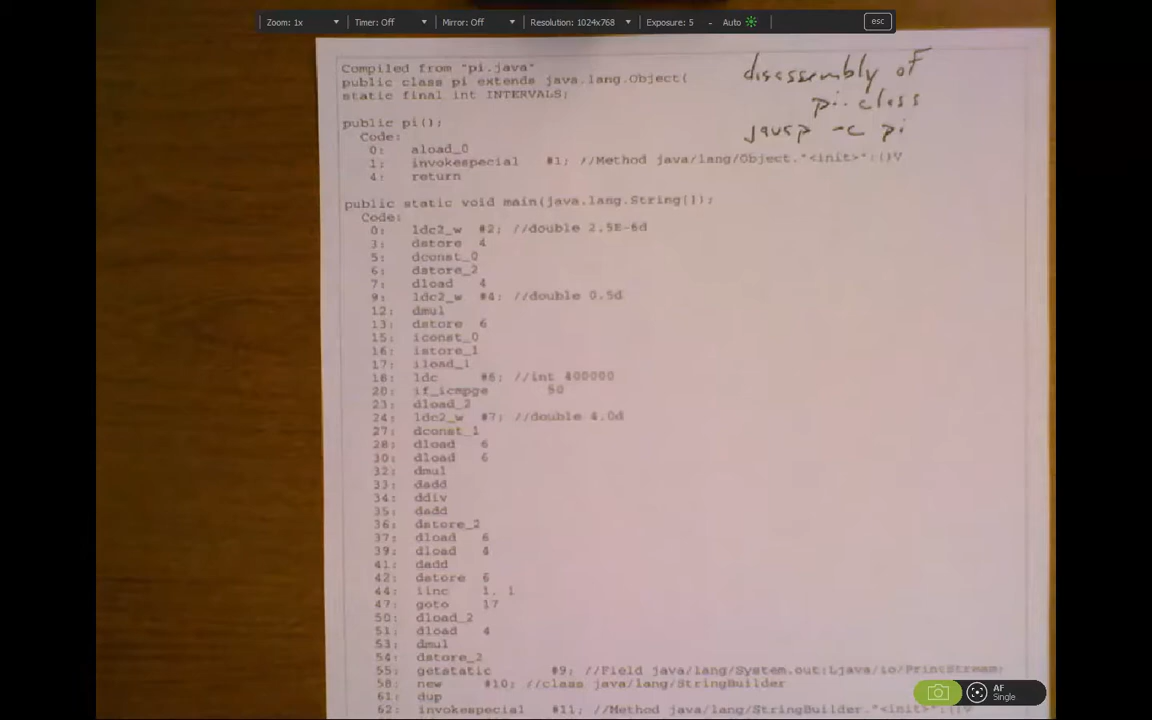 Zoom: 1x Timer: Off Mirror: Off Resolution: 1024x768 Exposure: 5 - Auto esc
Compiled from "pi.java"
public class pi extends java.lang.Object{
static final int INTERVALS;
disassembly of
pi.class
javap -c pi
public pi();
Code:
0: aload_0
1: invokespecial #1; //Method java/lang/Object."<init>":()V
4: return
public static void main(java.lang.String[]);
Code:
0: ldc2_w #2; //double 2.5E-6d
3: dstore 4
5: dconst_0
6: dstore_2
7: dload 4
9: ldc2_w #4; //double 0.5d
12: dmul
13: dstore 6
15: iconst_0
16: istore_1
17: iload_1
18: ldc #6; //int 400000
20: if_icmpge 50
23: dload_2
24: ldc2_w #7; //double 4.0d
27: dconst_1
28: dload 6
30: dload 6
32: dmul
33: dadd
34: ddiv
35: dadd
36: dstore_2
37: dload 6
39: dload 4
41: dadd
42: dstore 6
44: iinc 1, 1
47: goto 17
50: dload_2
51: dload 4
53: dmul
54: dstore_2
55: getstatic #9; //Field java/lang/System.out:Ljava/io/PrintStream;
58: new #10; //class java/lang/StringBuilder
61: dup
62: invokespecial #11; //Method java/lang/StringBuilder."<init>":()V
AF
Single